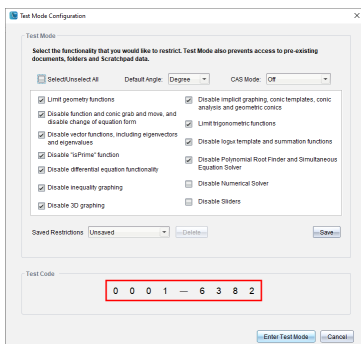 Test Mode Configuration
Test Mode
Select the functionality that you would like to restrict. Test Mode also prevents access to pre-existing
documents, folders and Scratchpad data.
Select/Unselect All Default Angle: Degree CAS Mode: Off
Limit geometry functions
Disable function and conic grab and move, and
disable change of equation form
Disable vector functions, including eigenvectors
and eigenvalues
Disable "isPrime" function
Disable differential equation functionality
Disable inequality graphing
Disable 3D graphing
Disable implicit graphing, conic templates, conic
analysis and geometric conics
Limit trigonometric functions
Disable logₐx template and summation functions
Disable Polynomial Root Finder and Simultaneous
Equation Solver
Disable Numerical Solver
Disable Sliders
Saved Restrictions Unsaved Delete Save
Test Code
0 0 0 1 — 6 3 8 2
Enter Test Mode Cancel